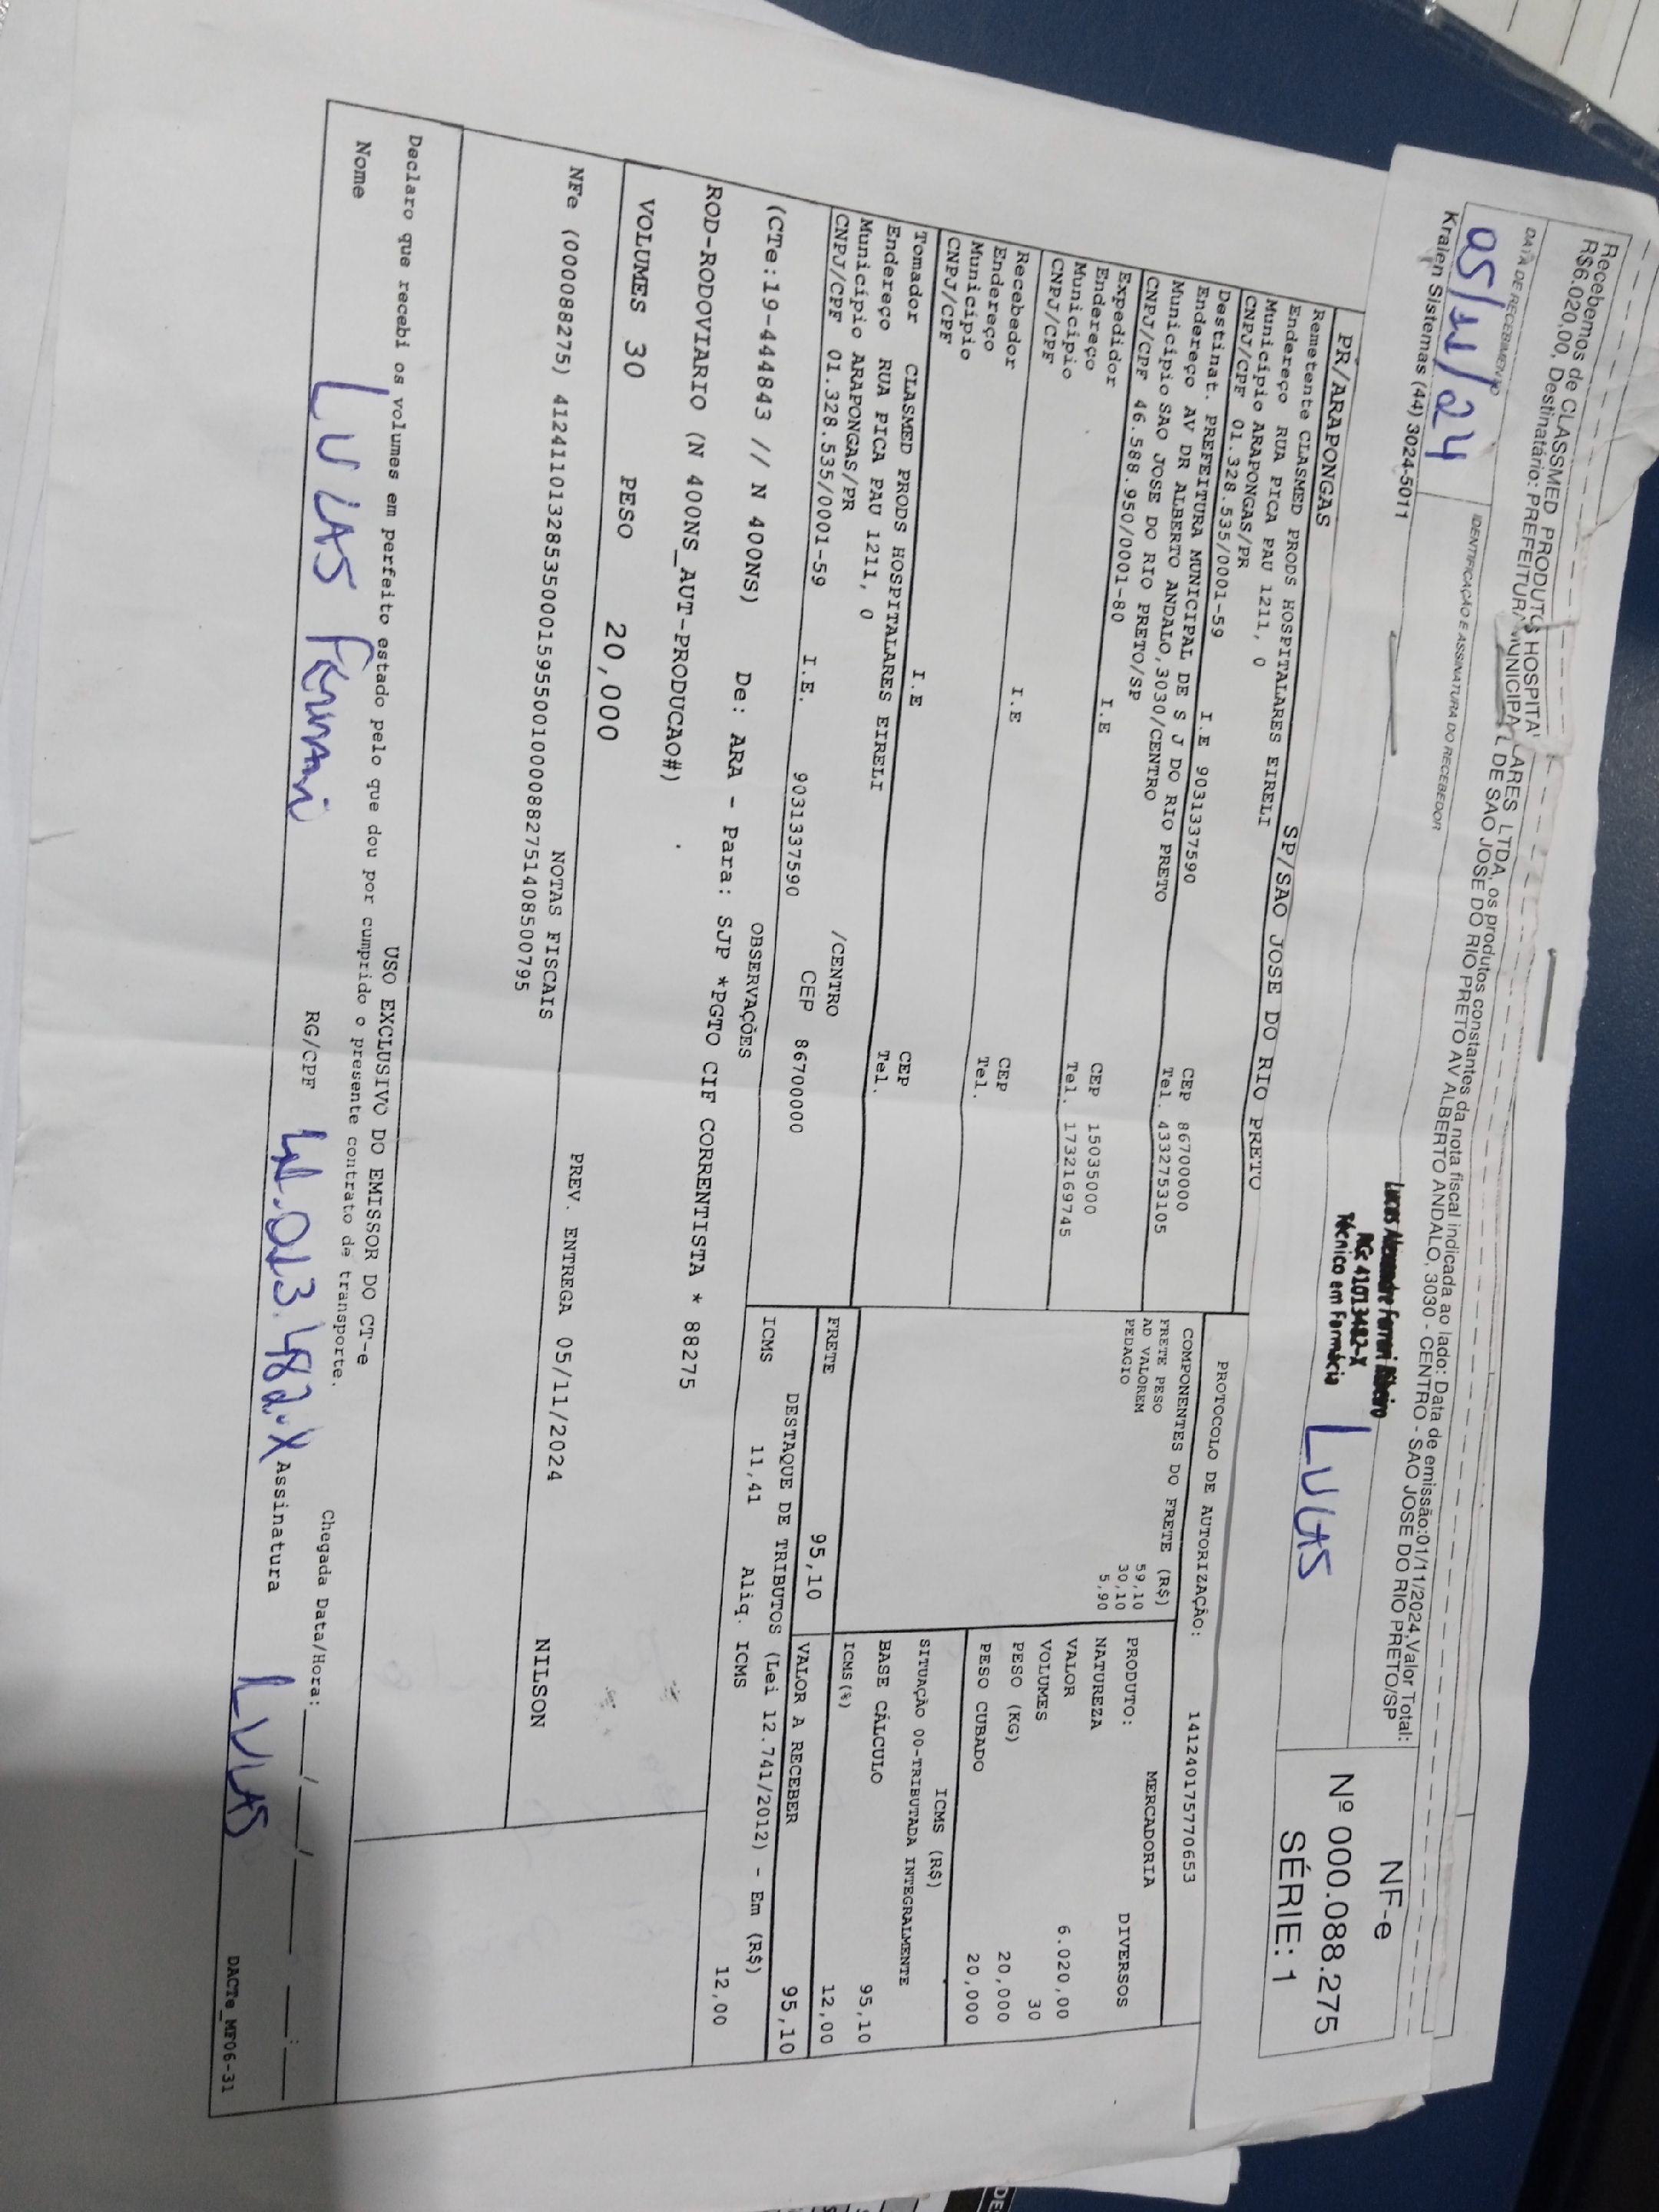 Recebemos de CLASSMED PRODUTOS HOSPITALARES LTDA, os produtos constantes da nota fiscal indicada ao lado: Data de emissão:01/11/2024,Valor Total:
R$6.020,00, Destinatário: PREFEITURA MUNICIPAL DE SAO JOSE DO RIO PRETO AV ALBERTO ANDALO, 3030 - CENTRO - SAO JOSE DO RIO PRETO/SP
DATA DE RECEBIMENTO
IDENTIFICAÇÃO E ASSINATURA DO RECEBEDOR
05/11/24
Lucas Alexandre Ferrari Ribeiro
RG: 41013482-X
Técnico em Farmácia
LUCAS
NF-e
Nº 000.088.275
SÉRIE: 1
Kralen Sistemas (44) 3024-5011
PR/ARAPONGAS
SP/SAO JOSE DO RIO PRETO
Remetente CLASMED PRODS HOSPITALARES EIRELI
Endereço RUA PICA PAU 1211, 0
Município ARAPONGAS/PR CEP 86700000
CNPJ/CPF 01.328.535/0001-59 I.E 9031337590 Tel. 4332753105
Destinat. PREFEITURA MUNICIPAL DE S J DO RIO PRETO
Endereço AV DR ALBERTO ANDALO,3030/CENTRO
Município SAO JOSE DO RIO PRETO/SP CEP 15035000
CNPJ/CPF 46.588.950/0001-80 I.E Tel. 1732169745
Expedidor
Endereço
Município CEP
CNPJ/CPF I.E Tel.
Recebedor
Endereço
Município CEP
CNPJ/CPF I.E Tel.
Tomador CLASMED PRODS HOSPITALARES EIRELI
Endereço RUA PICA PAU 1211, 0 /CENTRO
Município ARAPONGAS/PR CEP 86700000
CNPJ/CPF 01.328.535/0001-59 I.E. 9031337590
PROTOCOLO DE AUTORIZAÇÃO: 141240175770653
COMPONENTES DO FRETE (R$)
FRETE PESO 59,10
AD VALOREM 30,10
PEDAGIO 5,90
MERCADORIA
PRODUTO: DIVERSOS
NATUREZA
VALOR 6.020,00
VOLUMES 30
PESO (KG) 20,000
PESO CUBADO 20,000
ICMS (R$)
SITUAÇÃO 00-TRIBUTADA INTEGRALMENTE
BASE CÁLCULO 95,10
ICMS(%) 12,00
FRETE 95,10
VALOR A RECEBER 95,10
DESTAQUE DE TRIBUTOS (Lei 12.741/2012) - Em (R$)
ICMS 11,41 Aliq. ICMS 12,00
OBSERVAÇÕES
(CTe:19-444843 // N 400NS) De: ARA - Para: SJP *PGTO CIF CORRENTISTA * 88275
ROD-RODOVIARIO (N 400NS_AUT-PRODUCAO#)
VOLUMES 30 PESO 20,000
PREV. ENTREGA 05/11/2024 NILSON
NOTAS FISCAIS
NFe (000088275) 41241101328535000159550010000882751408500795
USO EXCLUSIVO DO EMISSOR DO CT-e
Declaro que recebi os volumes em perfeito estado pelo que dou por cumprido o presente contrato de transporte.
Chegada Data/Hora: ___/___/___ ___:___
Nome LUCAS Ferrari RG/CPF 41.013.482-X Assinatura LUCAS
DACTe_MF06-31